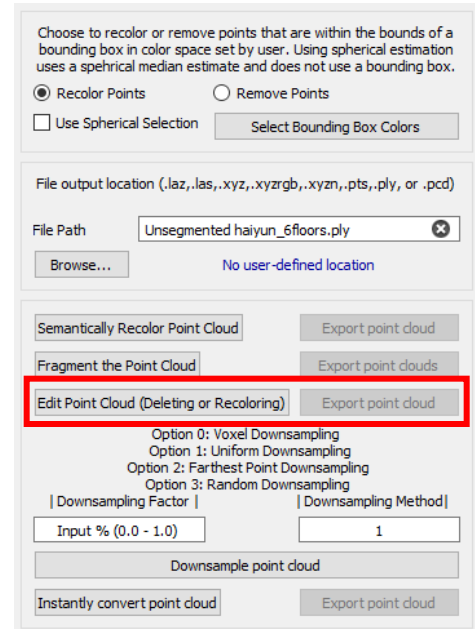 Choose to recolor or remove points that are within the bounds of a
bounding box in color space set by user. Using spherical estimation
uses a spehrical median estimate and does not use a bounding box.
Recolor Points Remove Points
Use Spherical Selection Select Bounding Box Colors
File output location (.laz,.las,.xyz,.xyzrgb,.xyzn,.pts,.ply, or .pcd)
File Path Unsegmented haiyun_6floors.ply
Browse... No user-defined location
Semantically Recolor Point Cloud Export point cloud
Fragment the Point Cloud Export point clouds
Edit Point Cloud (Deleting or Recoloring) Export point cloud
Option 0: Voxel Downsampling
Option 1: Uniform Downsampling
Option 2: Farthest Point Downsampling
Option 3: Random Downsampling
| Downsampling Factor | | Downsampling Method|
Input % (0.0 - 1.0) 1
Downsample point cloud
Instantly convert point cloud Export point cloud